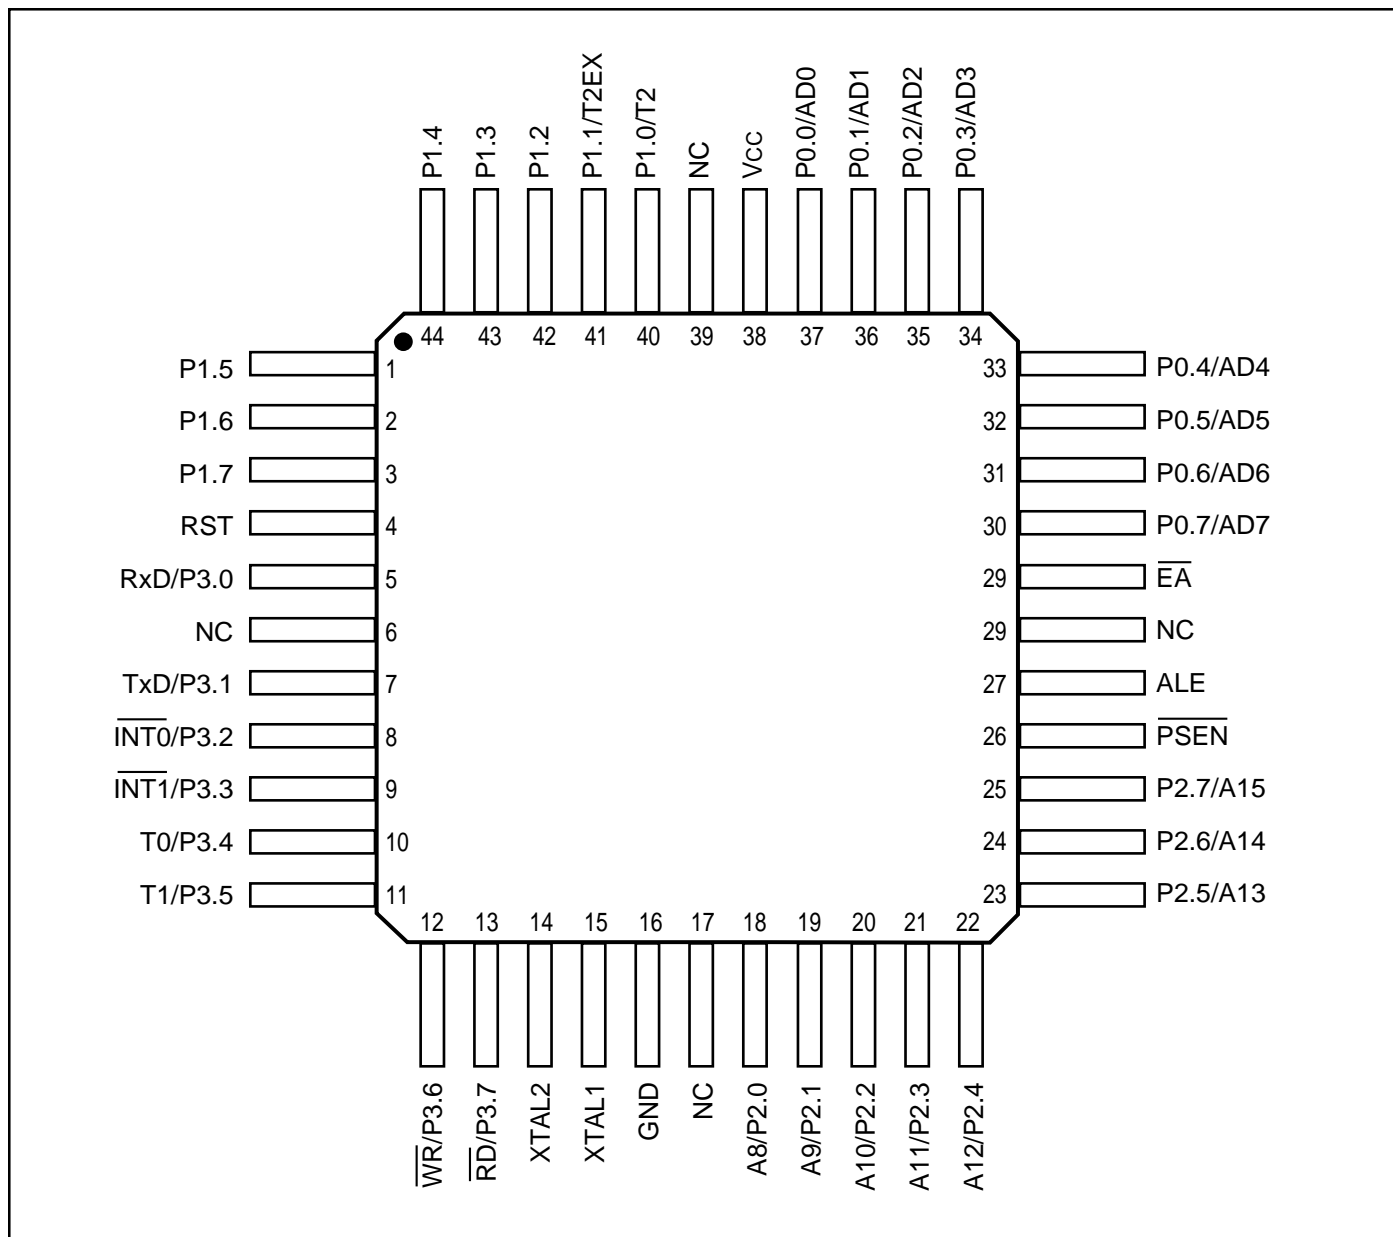 P1.4
P1.3
P1.2
P1.1/T2EX
P1.0/T2
NC
VCC
P0.0/AD0
P0.1/AD1
P0.2/AD2
P0.3/AD3
44
43
42
41
40
39
38
37
36
35
34
P1.5 1
P1.6 2
P1.7 3
RST 4
RxD/P3.0 5
NC 6
TxD/P3.1 7
I̅N̅T̅0̅/P3.2 8
I̅N̅T̅1̅/P3.3 9
T0/P3.4 10
T1/P3.5 11
33 P0.4/AD4
32 P0.5/AD5
31 P0.6/AD6
30 P0.7/AD7
29 E̅A̅
29 NC
27 ALE
26 P̅S̅E̅N̅
25 P2.7/A15
24 P2.6/A14
23 P2.5/A13
12
13
14
15
16
17
18
19
20
21
22
W̅R̅/P3.6
R̅D̅/P3.7
XTAL2
XTAL1
GND
NC
A8/P2.0
A9/P2.1
A10/P2.2
A11/P2.3
A12/P2.4